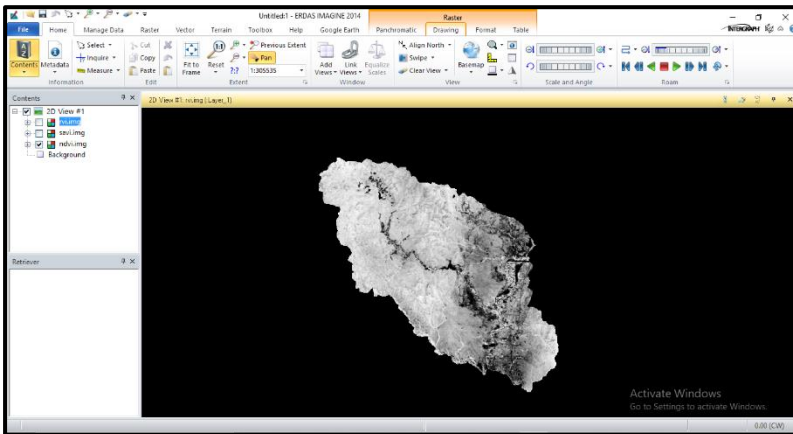 Untitled:1 - ERDAS IMAGINE 2014
Raster
File Home Manage Data Raster Vector Terrain Toolbox Help Google Earth Panchromatic Drawing Format Table
INTERGRAPH
Contents
Metadata
Select
Inquire
Measure
Information
Cut
Copy
Paste
Edit
Fit to Frame
Reset
?.?
Previous Extent
Pan
1:305535
Extent
Add Views
Link Views
Equalize Scales
Window
Align North
Swipe
Clear View
View
Basemap
Scale and Angle
Roam
Contents
2D View #1
rvi.img
savi.img
ndvi.img
Background
Retriever
2D View #1: rvi.img (:Layer_1)
Activate Windows
Go to Settings to activate Windows.
0.00 (CW)